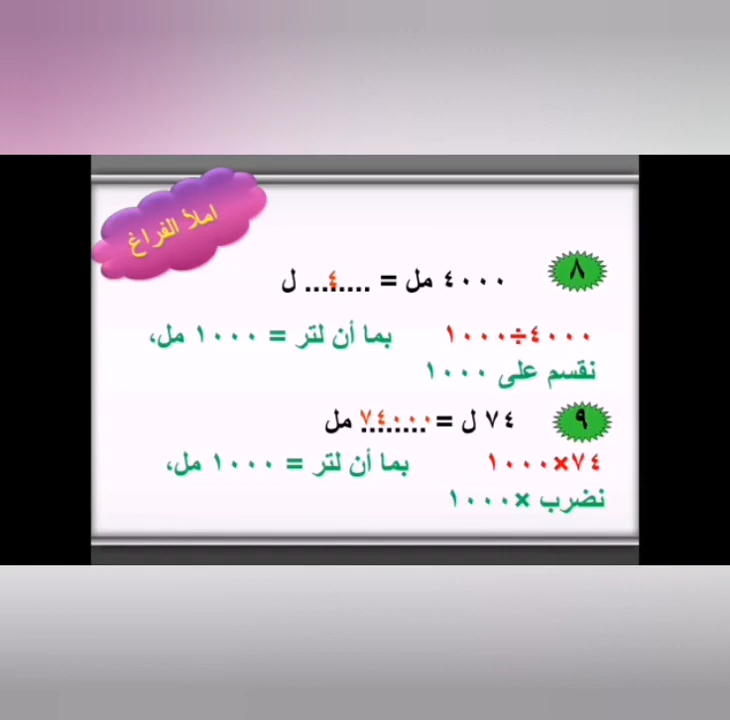 املأ الفراغ
٨
٤٠٠٠ مل = ...٤.... ل
٤٠٠٠÷١٠٠٠ بما أن لتر = ١٠٠٠ مل،
نقسم على ١٠٠٠
٩
٧٤ ل = ٧٤٠٠٠ مل
٧٤×١٠٠٠ بما أن لتر = ١٠٠٠ مل،
نضرب ×١٠٠٠